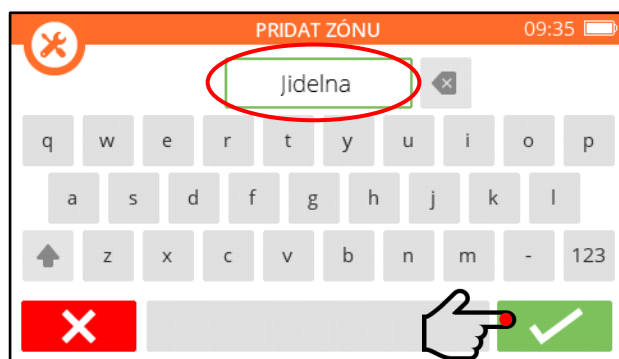 PRIDAT ZÓNU 09:35
Jidelna
q w e r t y u i o p
a s d f g h j k l
z x c v b n m - 123